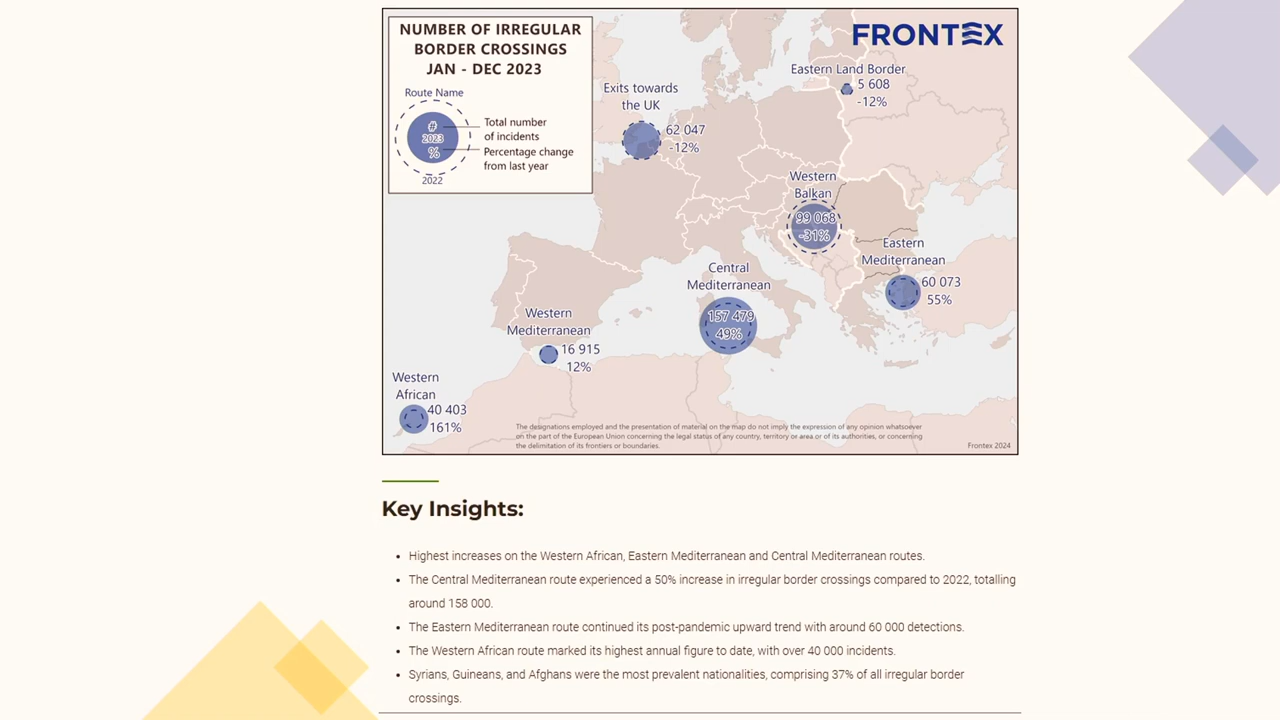 NUMBER OF IRREGULAR
BORDER CROSSINGS
JAN - DEC 2023
Route Name
#
2023
%
2022
Total number
of incidents
Percentage change
from last year
FRONTEX
Eastern Land Border
5 608
-12%
Exits towards
the UK
62 047
-12%
Western
Balkan
99 068
-31%
Eastern
Mediterranean
60 073
55%
Central
Mediterranean
157 479
49%
Western
Mediterranean
16 915
12%
Western
African
40 403
161%
The designations employed and the presentation of material on the map do not imply the expression of any opinion whatsoever
on the part of the European Union concerning the legal status of any country, territory or area or of its authorities, or concerning
the delimitation of its frontiers or boundaries.
Frontex 2024
Key Insights:
• Highest increases on the Western African, Eastern Mediterranean and Central Mediterranean routes.
• The Central Mediterranean route experienced a 50% increase in irregular border crossings compared to 2022, totalling
around 158 000.
• The Eastern Mediterranean route continued its post-pandemic upward trend with around 60 000 detections.
• The Western African route marked its highest annual figure to date, with over 40 000 incidents.
• Syrians, Guineans, and Afghans were the most prevalent nationalities, comprising 37% of all irregular border
crossings.